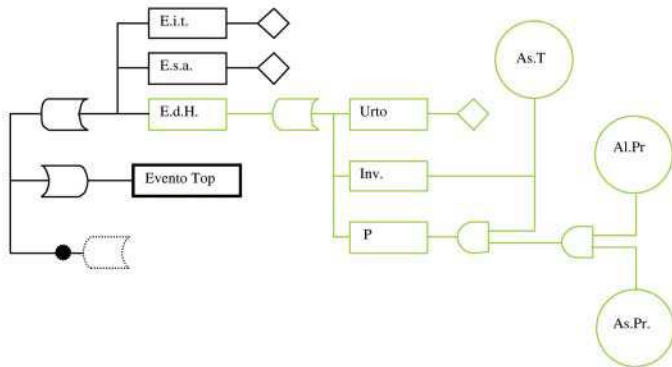 E.i.t.
E.s.a.
As.T
E.d.H.
Urto
Al.Pr
Inv.
Evento Top
P
As.Pr.